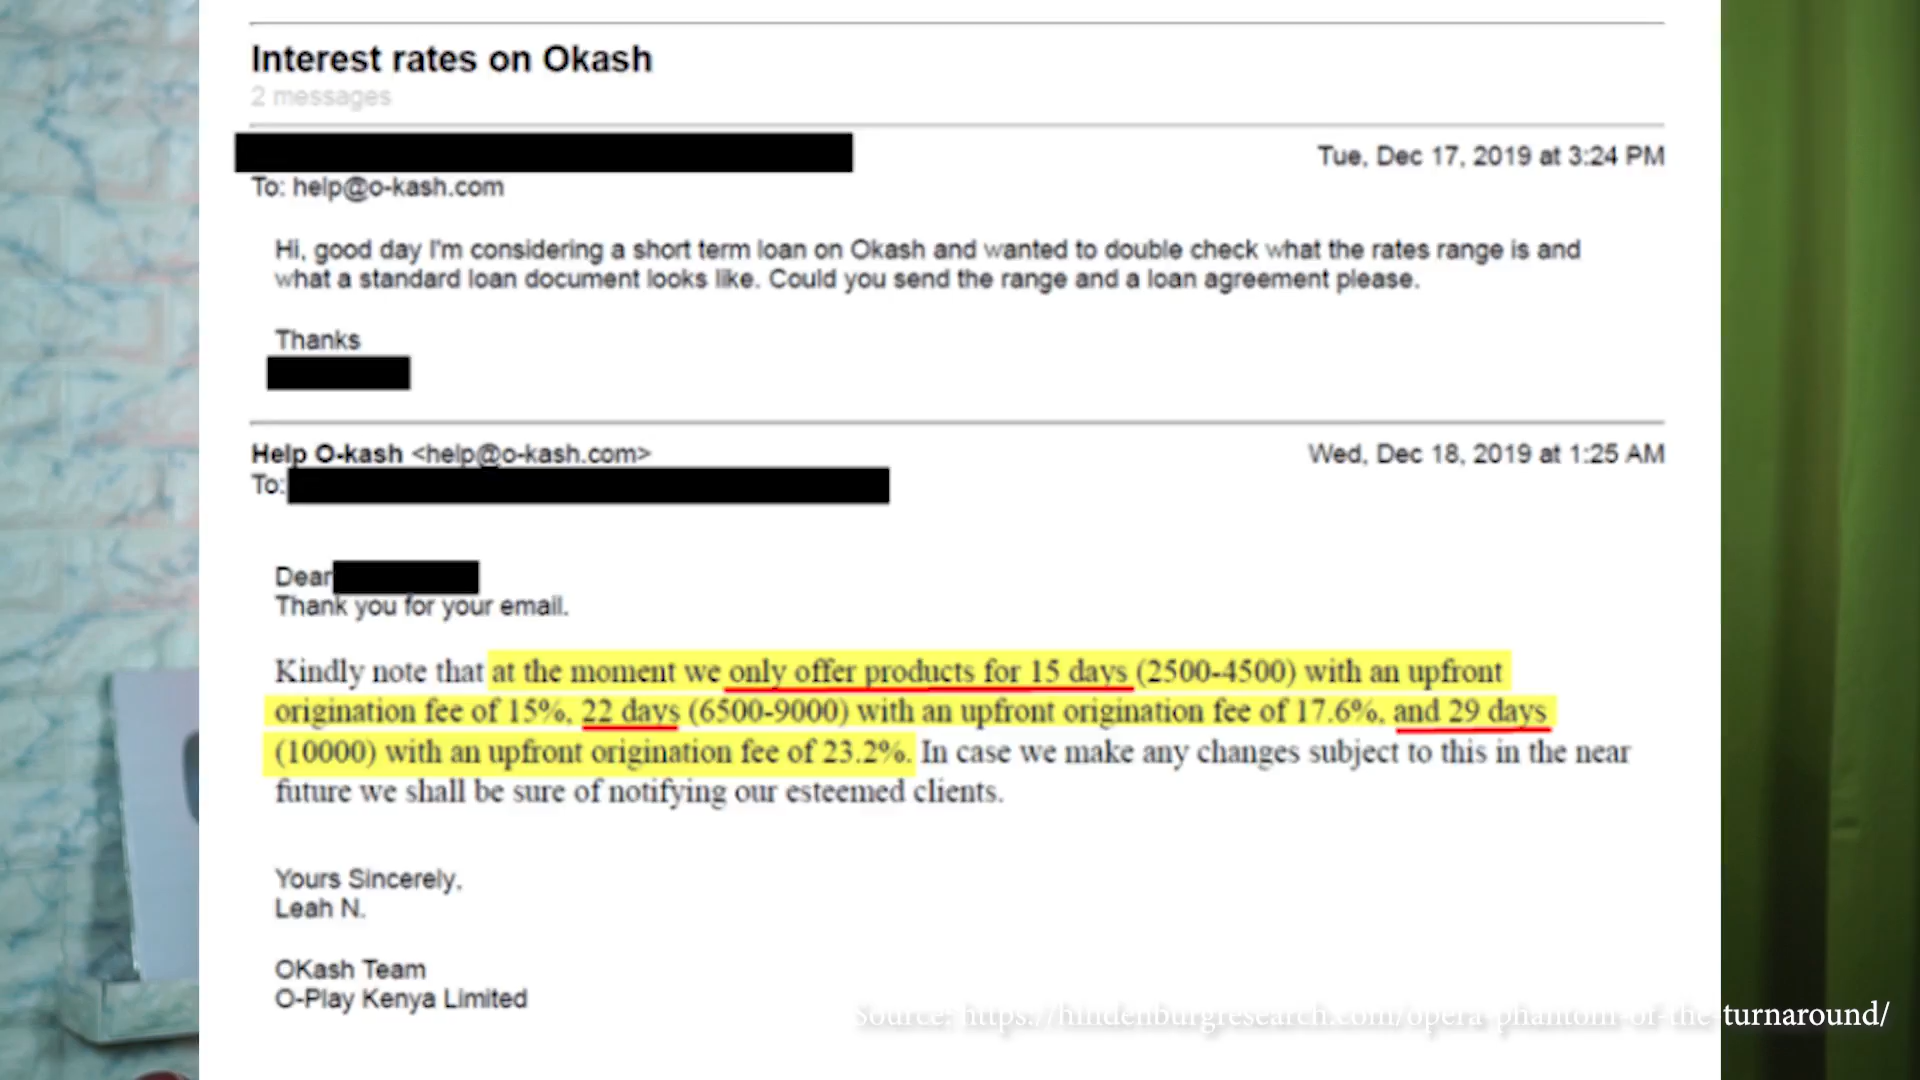 Interest rates on Okash
2 messages
Tue, Dec 17, 2019 at 3:24 PM
To: help@o-kash.com
Hi, good day I'm considering a short term loan on Okash and wanted to double check what the rates range is and
what a standard loan document looks like. Could you send the range and a loan agreement please.
Thanks
Help O-kash <help@o-kash.com>
Wed, Dec 18, 2019 at 1:25 AM
To:
Dear
Thank you for your email.
Kindly note that at the moment we only offer products for 15 days (2500-4500) with an upfront
origination fee of 15%, 22 days (6500-9000) with an upfront origination fee of 17.6%, and 29 days
(10000) with an upfront origination fee of 23.2%. In case we make any changes subject to this in the near
future we shall be sure of notifying our esteemed clients.
Yours Sincerely,
Leah N.
OKash Team
O-Play Kenya Limited
Source: https://hindenburgresearch.com/opera-phantom-of-the-turnaround/